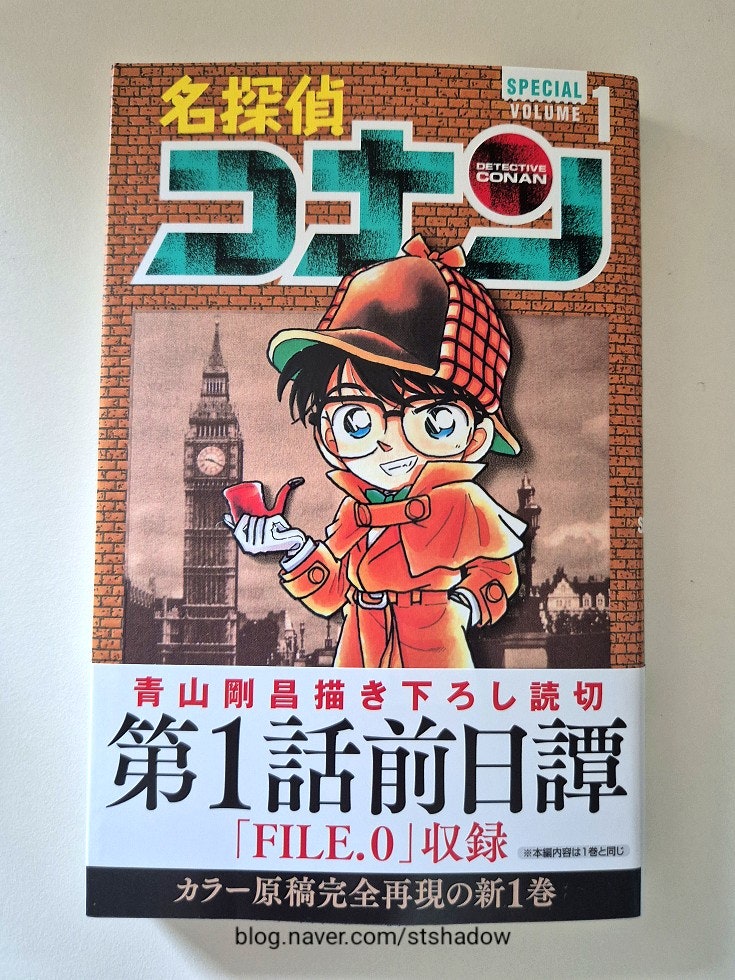 名探偵
コナン
DETECTIVE
CONAN
SPECIAL
VOLUME 1
青山剛昌描き下ろし読切
第1話前日譚
「FILE.0」収録
※本編内容は1巻と同じ
カラー原稿完全再現の新1巻
blog.naver.com/stshadow